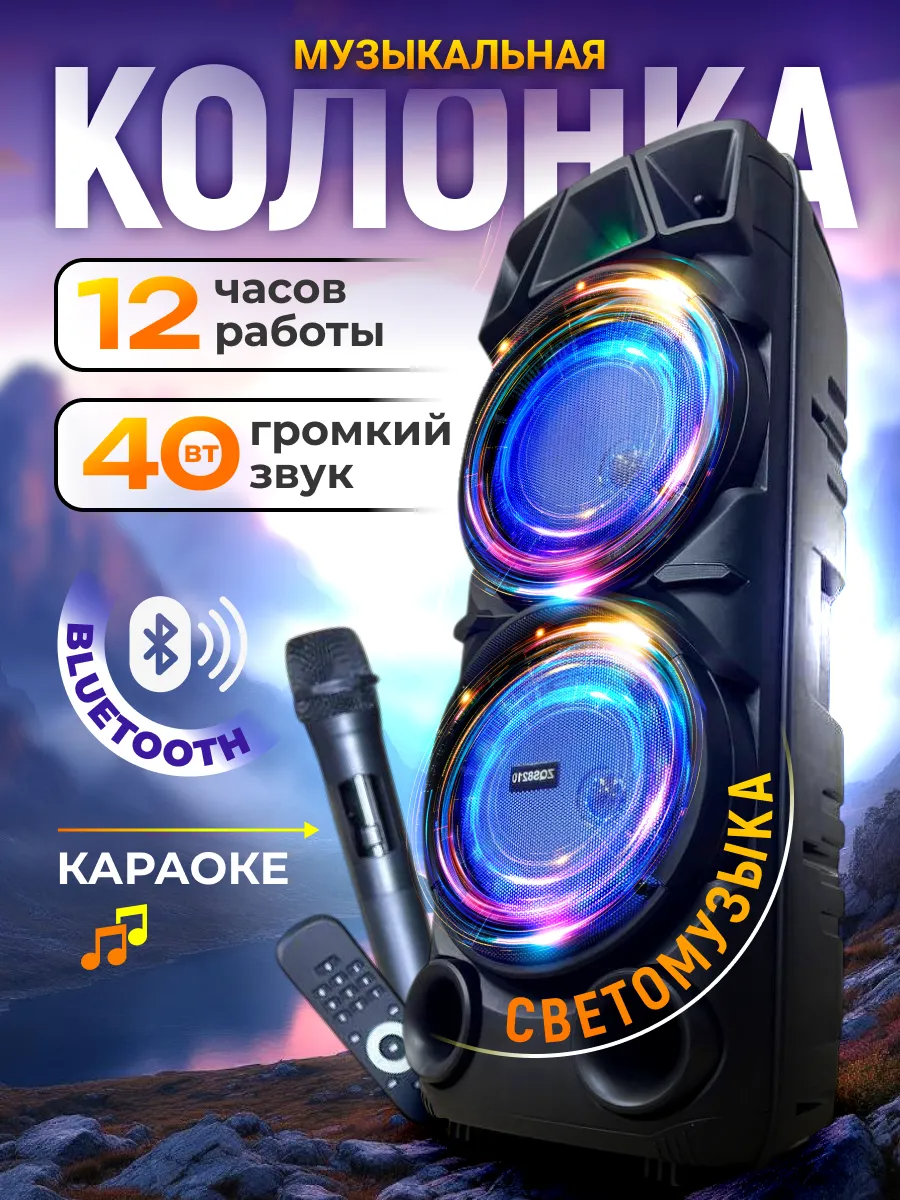 МУЗЫКАЛЬНАЯ
КОЛОНКА
12 часов
работы
40 ВТ громкий
звук
BLUETOOTH
КАРАОКЕ
ZQS8210
СВЕТОМУЗЫКА